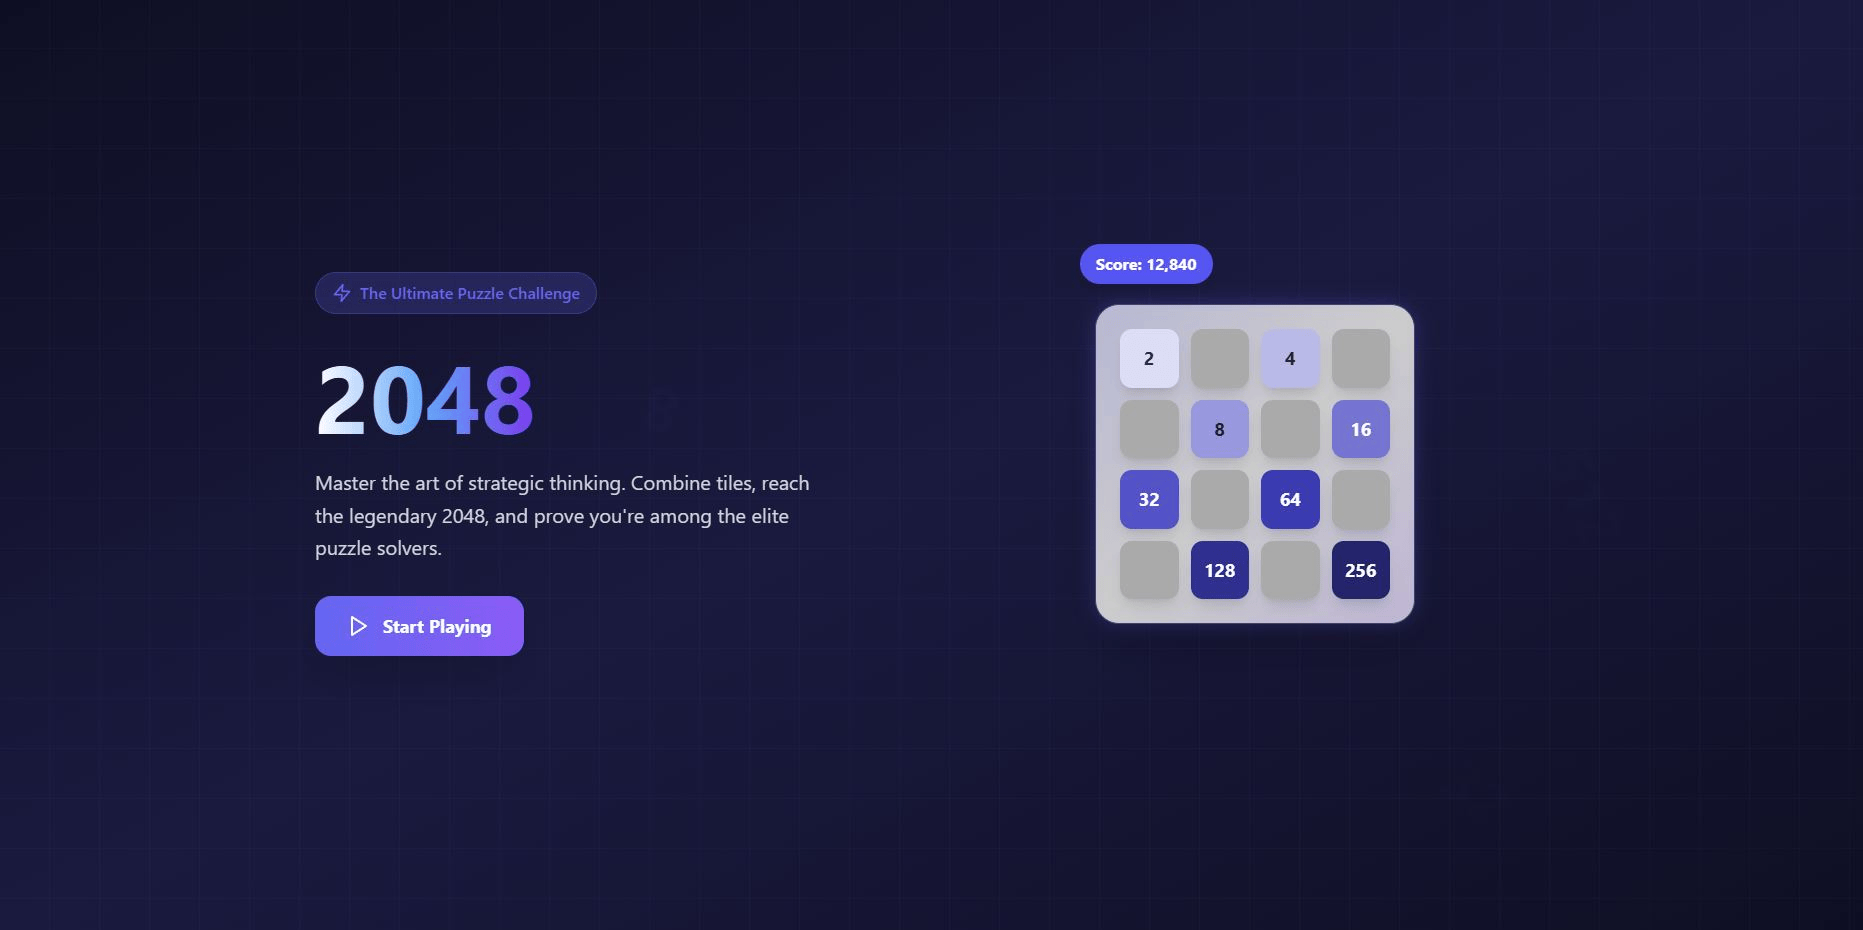 The Ultimate Puzzle Challenge
2048
Master the art of strategic thinking. Combine tiles, reach
the legendary 2048, and prove you're among the elite
puzzle solvers.
Start Playing
Score: 12,840
2 4
8 16
32 64
128 256
8